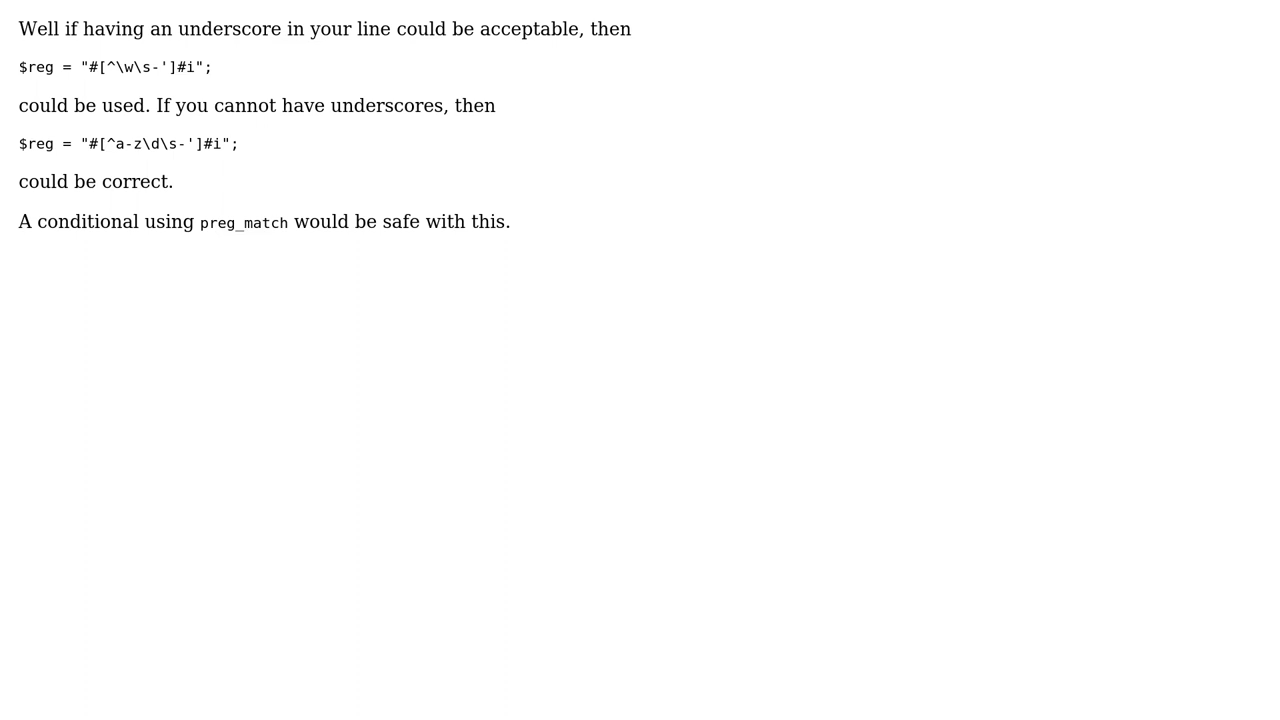 Well if having an underscore in your line could be acceptable, then
$reg = "#[^\w\s-']#i";
could be used. If you cannot have underscores, then
$reg = "#[^a-z\d\s-']#i";
could be correct.
A conditional using preg_match would be safe with this.